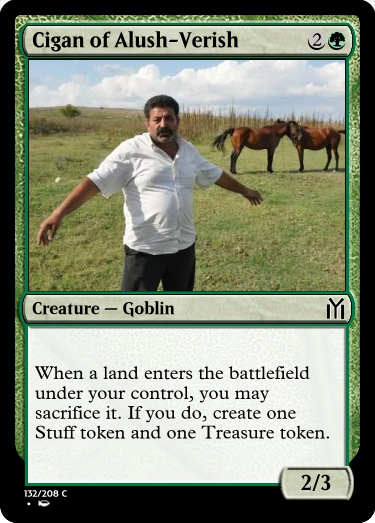 Cigan of Alush-Verish 2
Creature — Goblin
When a land enters the battlefield
under your control, you may
sacrifice it. If you do, create one
Stuff token and one Treasure token.
2/3
132/208 C